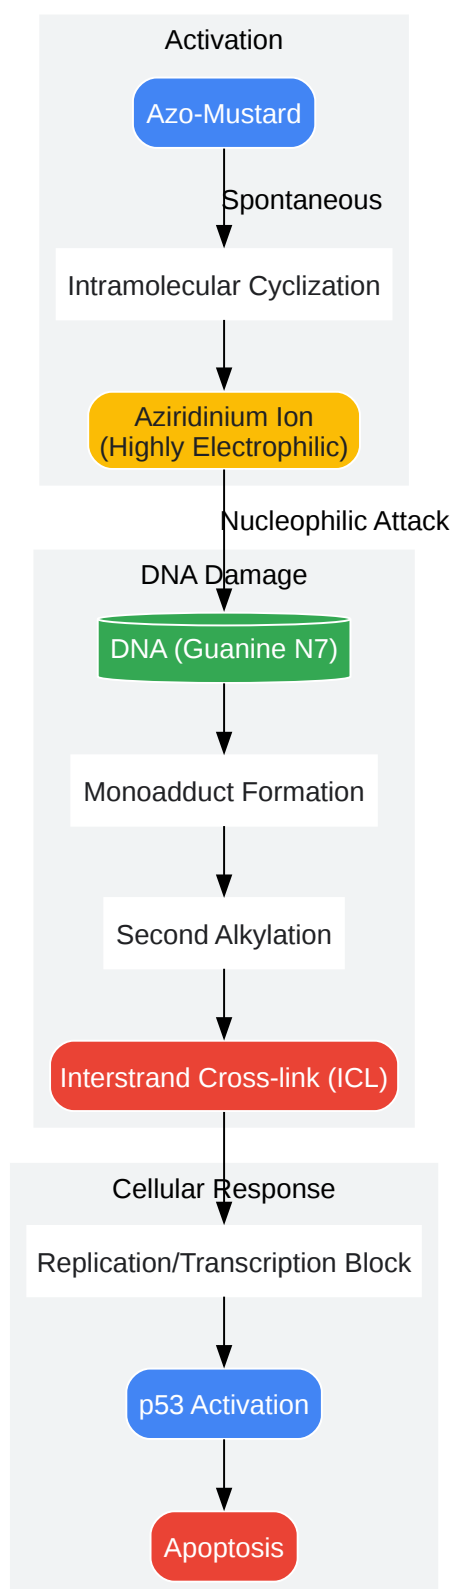 Activation
Azo-Mustard
Spontaneous
Intramolecular Cyclization
Aziridinium Ion
(Highly Electrophilic)
Nucleophilic Attack
DNA Damage
DNA (Guanine N7)
Monoadduct Formation
Second Alkylation
Interstrand Cross-link (ICL)
Cellular Response
Replication/Transcription Block
p53 Activation
Apoptosis